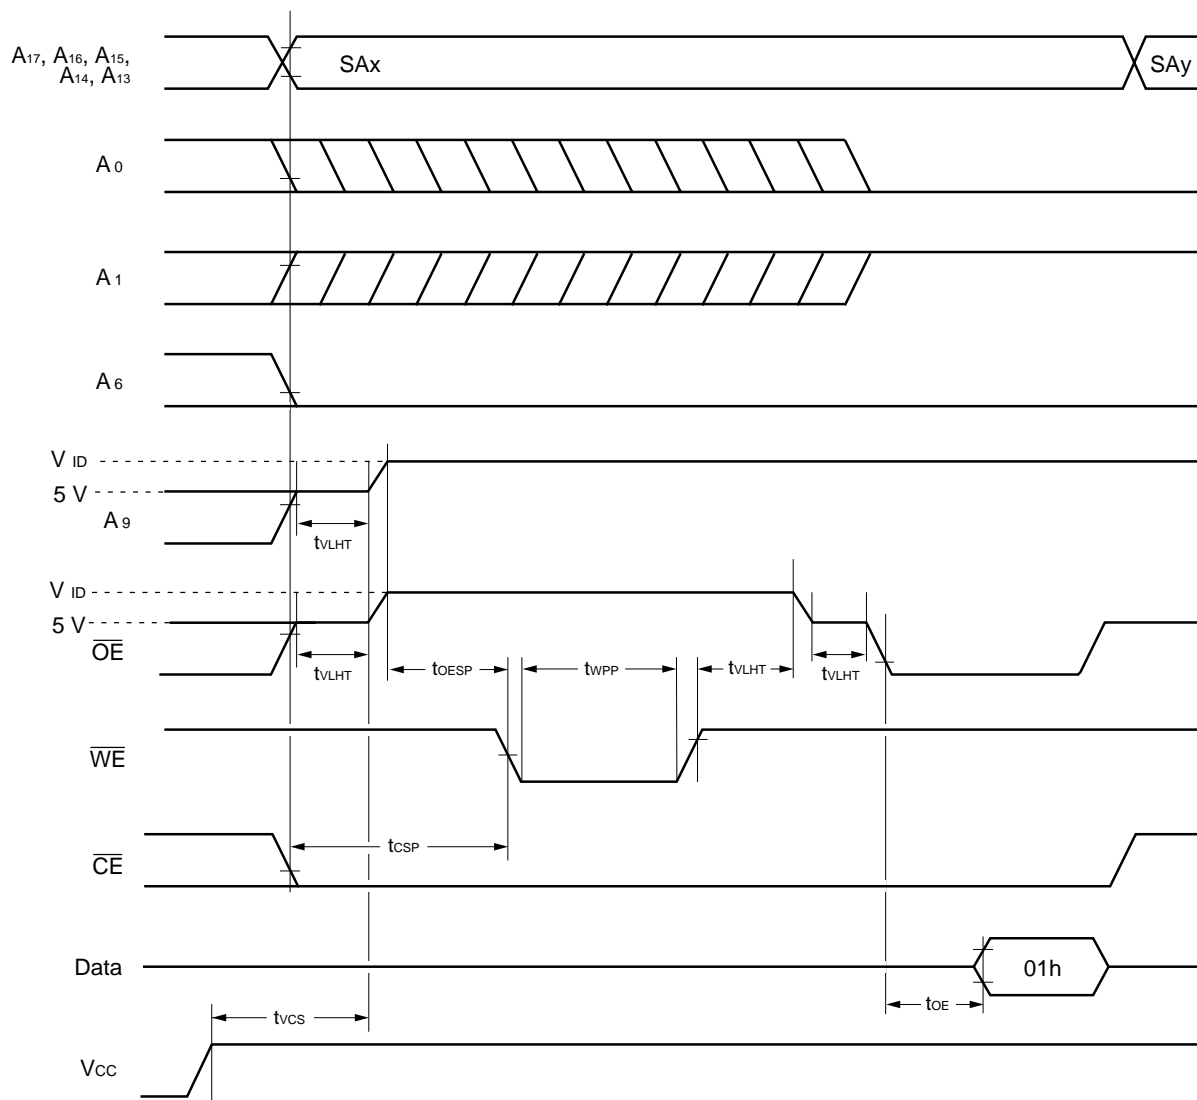 A17, A16, A15,
A14, A13
SAx
SAy
A0
A1
A6
VID
5 V
A9
tVLHT
VID
5 V
OE
tVLHT
tOESP
tWPP
tVLHT
tVLHT
WE
tCSP
CE
Data
01h
tOE
tVCS
VCC